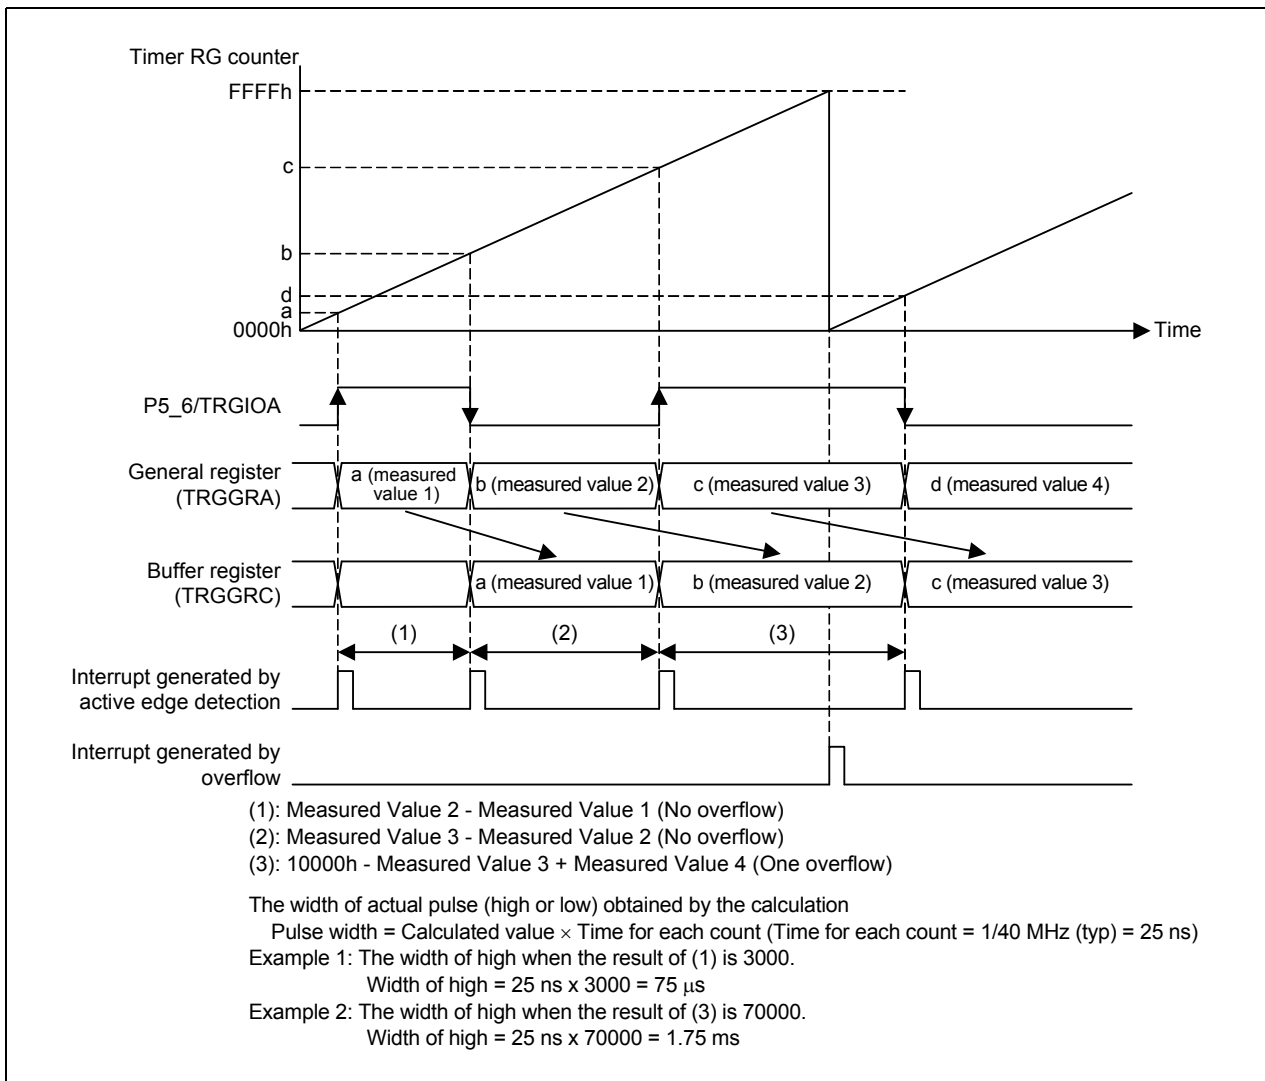 Timer RG counter
FFFFh
c
b
d
a
0000h
Time
P5_6/TRGIOA
General register
(TRGGRA)
a (measured
value 1)
b (measured value 2)
c (measured value 3)
d (measured value 4)
Buffer register
(TRGGRC)
a (measured value 1)
b (measured value 2)
c (measured value 3)
(1)
(2)
(3)
Interrupt generated by
active edge detection
Interrupt generated by
overflow
(1): Measured Value 2 - Measured Value 1 (No overflow)
(2): Measured Value 3 - Measured Value 2 (No overflow)
(3): 10000h - Measured Value 3 + Measured Value 4 (One overflow)
The width of actual pulse (high or low) obtained by the calculation
Pulse width = Calculated value × Time for each count (Time for each count = 1/40 MHz (typ) = 25 ns)
Example 1: The width of high when the result of (1) is 3000.
Width of high = 25 ns x 3000 = 75 μs
Example 2: The width of high when the result of (3) is 70000.
Width of high = 25 ns x 70000 = 1.75 ms